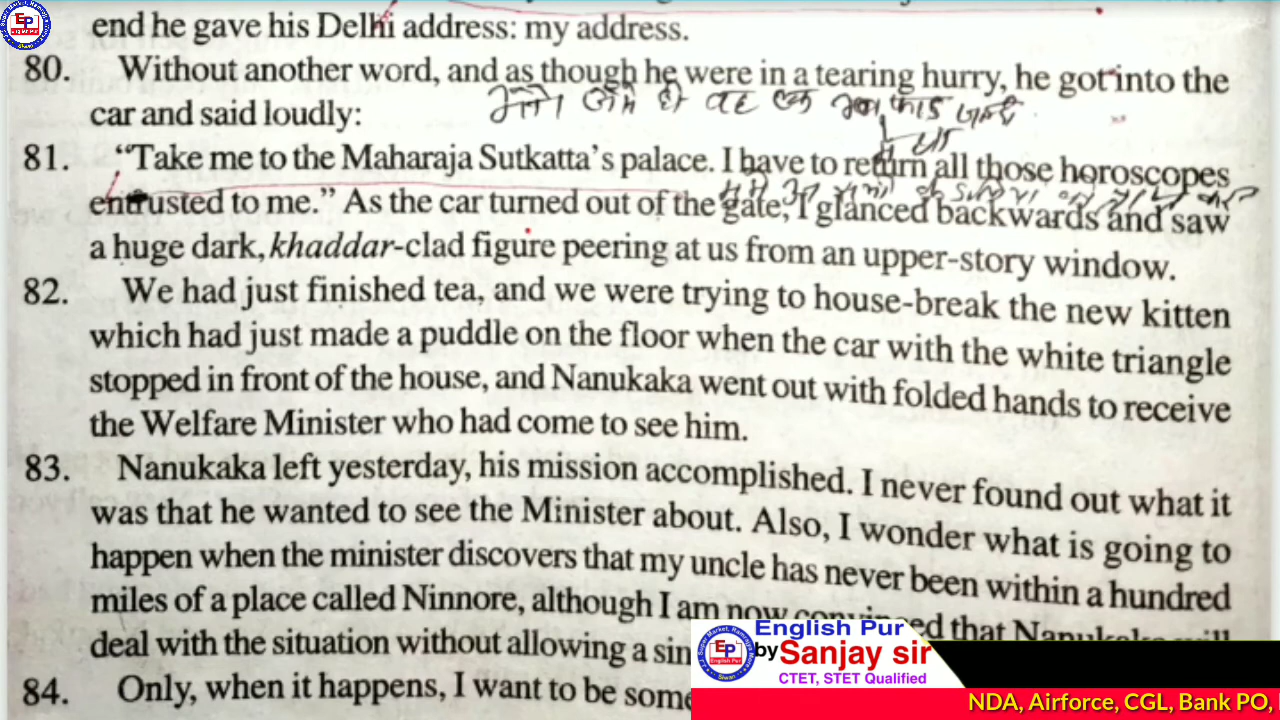 end he gave his Delhi address: my address.
80. Without another word, and as though he were in a tearing hurry, he got into the
car and said loudly:
81. “Take me to the Maharaja Sutkatta’s palace. I have to return all those horoscopes
entrusted to me.” As the car turned out of the gate, I glanced backwards and saw
a huge dark, khaddar-clad figure peering at us from an upper-story window.
82. We had just finished tea, and we were trying to house-break the new kitten
which had just made a puddle on the floor when the car with the white triangle
stopped in front of the house, and Nanukaka went out with folded hands to receive
the Welfare Minister who had come to see him.
83. Nanukaka left yesterday, his mission accomplished. I never found out what it
was that he wanted to see the Minister about. Also, I wonder what is going to
happen when the minister discovers that my uncle has never been within a hundred
miles of a place called Ninnore, although I am now convinced that Nanukaka will
deal with the situation without allowing a
84. Only, when it happens, I want to be
English Pur
by Sanjay sir
CTET, STET Qualified
NDA, Airforce, CGL, Bank PO,
EP
English Pur
Siwan